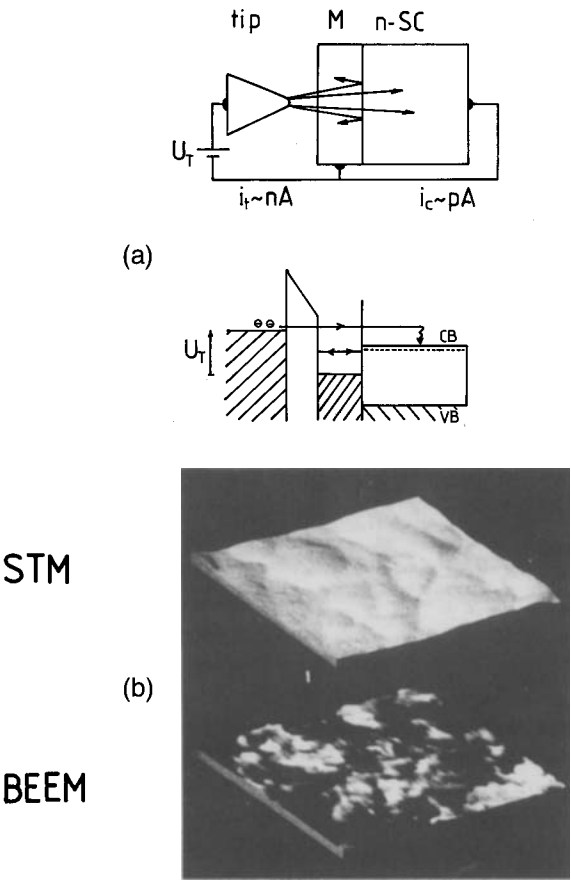 tip M n-SC
U_T
i_t~nA i_c~pA
(a)
⊖⊖
U_T
CB
VB
STM
(b)
BEEM